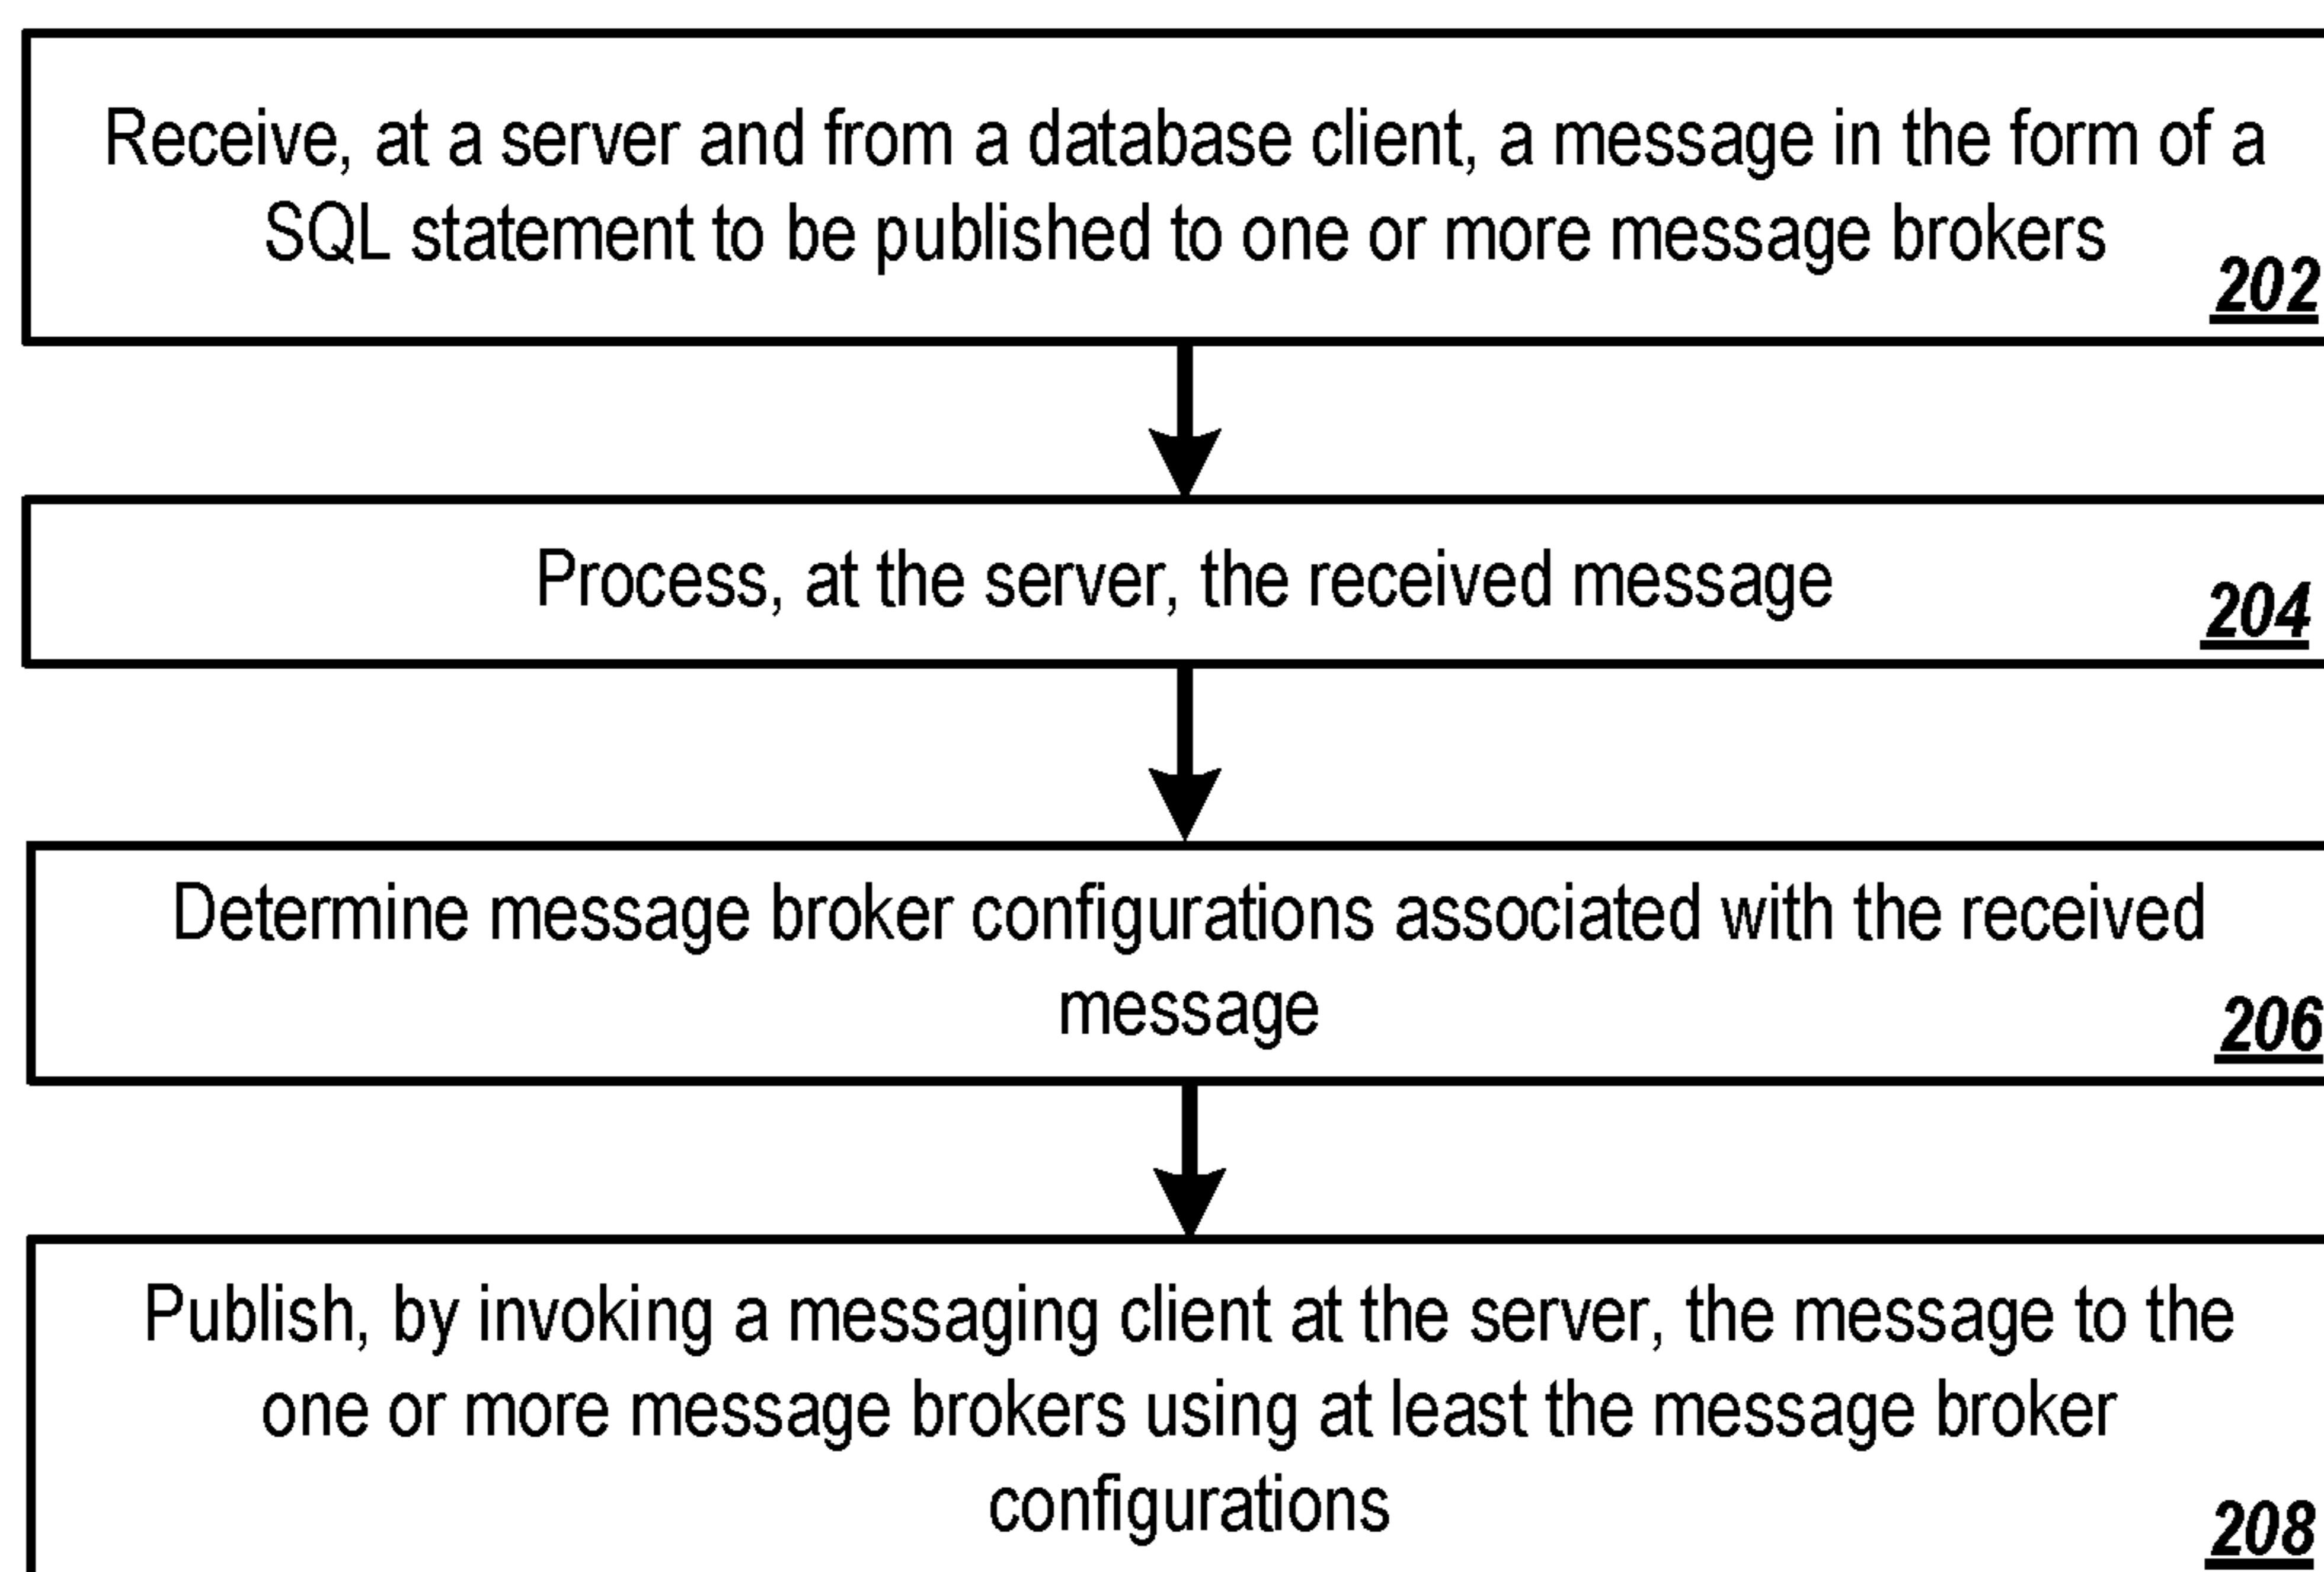 Receive, at a server and from a database client, a message in the form of a
SQL statement to be published to one or more message brokers
202
Process, at the server, the received message
204
Determine message broker configurations associated with the received
message
206
Publish, by invoking a messaging client at the server, the message to the
one or more message brokers using at least the message broker
configurations
208